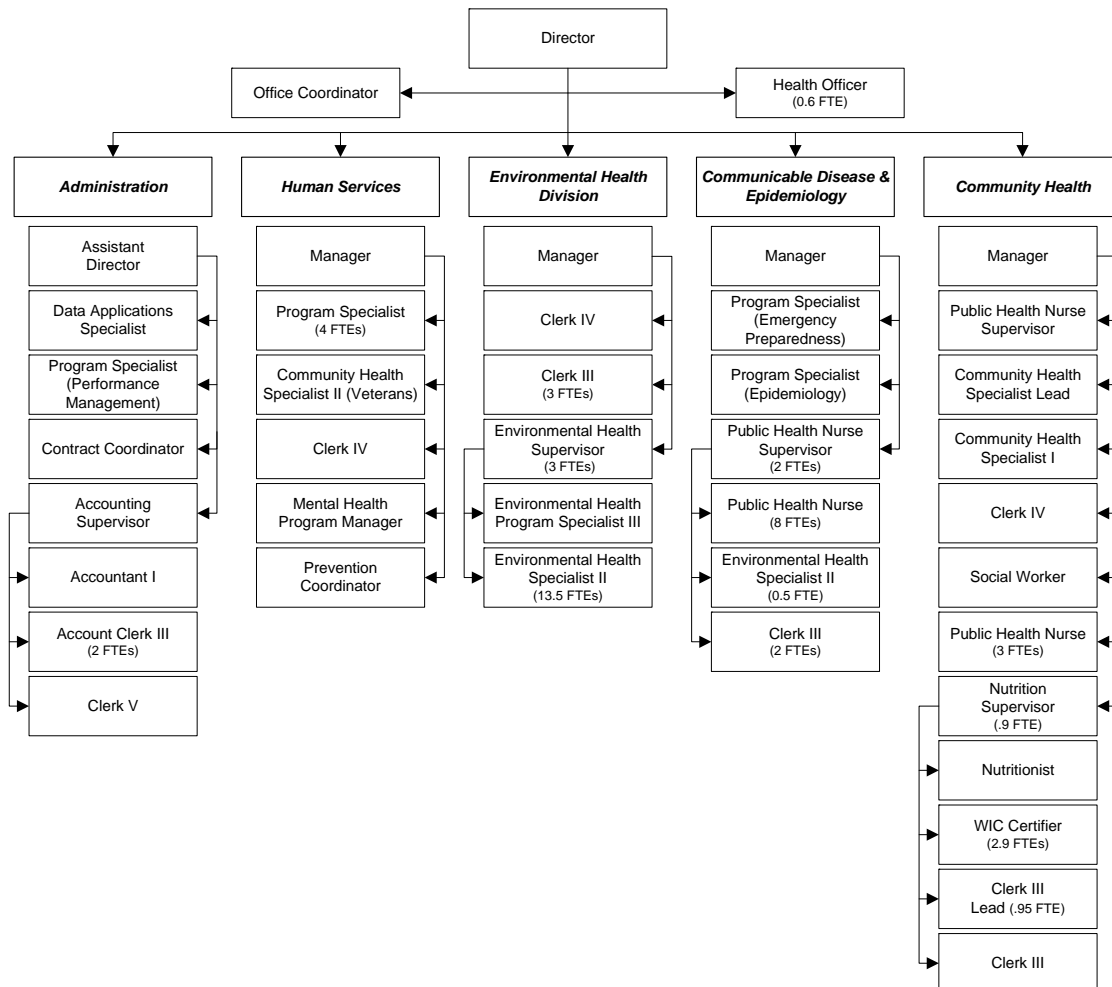 Director
Office Coordinator
Health Officer
(0.6 FTE)
Administration
Human Services
Environmental Health
Division
Communicable Disease &
Epidemiology
Community Health
Assistant
Director
Data Applications
Specialist
Program Specialist
(Performance
Management)
Contract Coordinator
Accounting
Supervisor
Accountant I
Account Clerk III
(2 FTEs)
Clerk V
Manager
Program Specialist
(4 FTEs)
Community Health
Specialist II (Veterans)
Clerk IV
Mental Health
Program Manager
Prevention
Coordinator
Manager
Clerk IV
Clerk III
(3 FTEs)
Environmental Health
Supervisor
(3 FTEs)
Environmental Health
Program Specialist III
Environmental Health
Specialist II
(13.5 FTEs)
Manager
Program Specialist
(Emergency
Preparedness)
Program Specialist
(Epidemiology)
Public Health Nurse
Supervisor
(2 FTEs)
Public Health Nurse
(8 FTEs)
Environmental Health
Specialist II
(0.5 FTE)
Clerk III
(2 FTEs)
Manager
Public Health Nurse
Supervisor
Community Health
Specialist Lead
Community Health
Specialist I
Clerk IV
Social Worker
Public Health Nurse
(3 FTEs)
Nutrition
Supervisor
(.9 FTE)
Nutritionist
WIC Certifier
(2.9 FTEs)
Clerk III
Lead (.95 FTE)
Clerk III